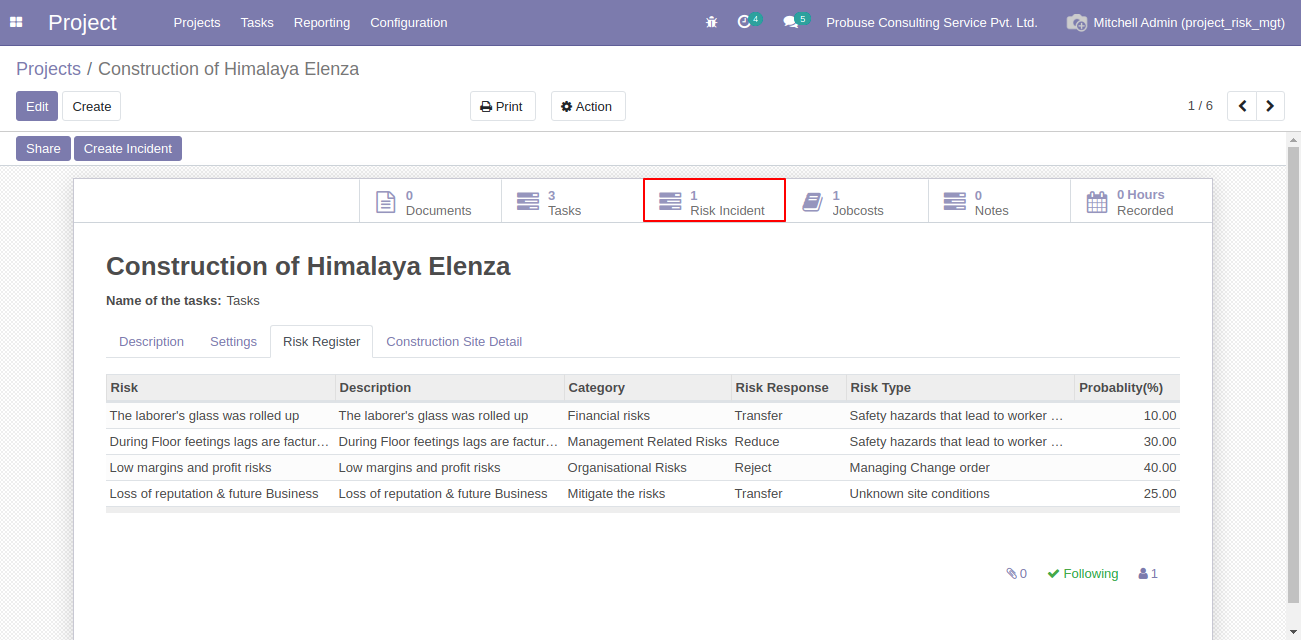 Project Projects Tasks Reporting Configuration 4 5 Probuse Consulting Service Pvt. Ltd. Mitchell Admin (project_risk_mgt)
Projects / Construction of Himalaya Elenza
Edit Create Print Action 1 / 6
Share Create Incident
0 Documents 3 Tasks 1 Risk Incident 1 Jobcosts 0 Notes 0 Hours Recorded
Construction of Himalaya Elenza
Name of the tasks: Tasks
Description Settings Risk Register Construction Site Detail
Risk Description Category Risk Response Risk Type Probablity(%)
The laborer's glass was rolled up The laborer's glass was rolled up Financial risks Transfer Safety hazards that lead to worker … 10.00
During Floor feetings lags are factur… During Floor feetings lags are factur… Management Related Risks Reduce Safety hazards that lead to worker … 30.00
Low margins and profit risks Low margins and profit risks Organisational Risks Reject Managing Change order 40.00
Loss of reputation & future Business Loss of reputation & future Business Mitigate the risks Transfer Unknown site conditions 25.00
0 Following 1